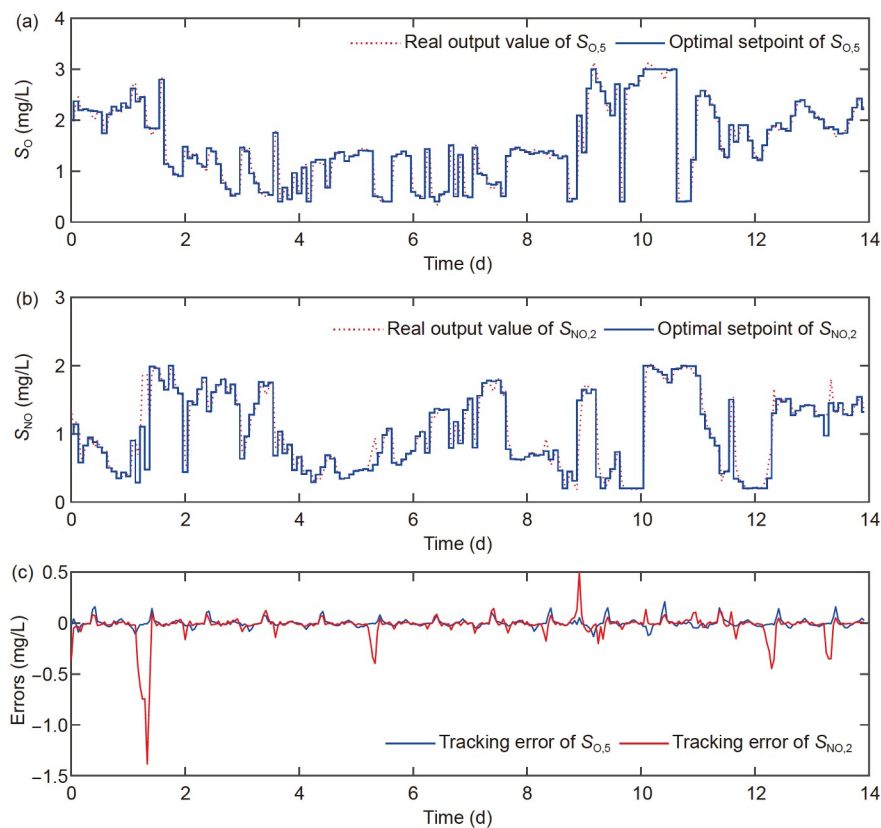 (a)
4
3
2
1
0
S_O (mg/L)
Real output value of S_O,5
Optimal setpoint of S_O,5
0 2 4 6 8 10 12 14
Time (d)
(b)
3
2
1
0
S_NO (mg/L)
Real output value of S_NO,2
Optimal setpoint of S_NO,2
0 2 4 6 8 10 12 14
Time (d)
(c)
0.5
0
−0.5
−1.0
−1.5
Errors (mg/L)
Tracking error of S_O,5
Tracking error of S_NO,2
0 2 4 6 8 10 12 14
Time (d)